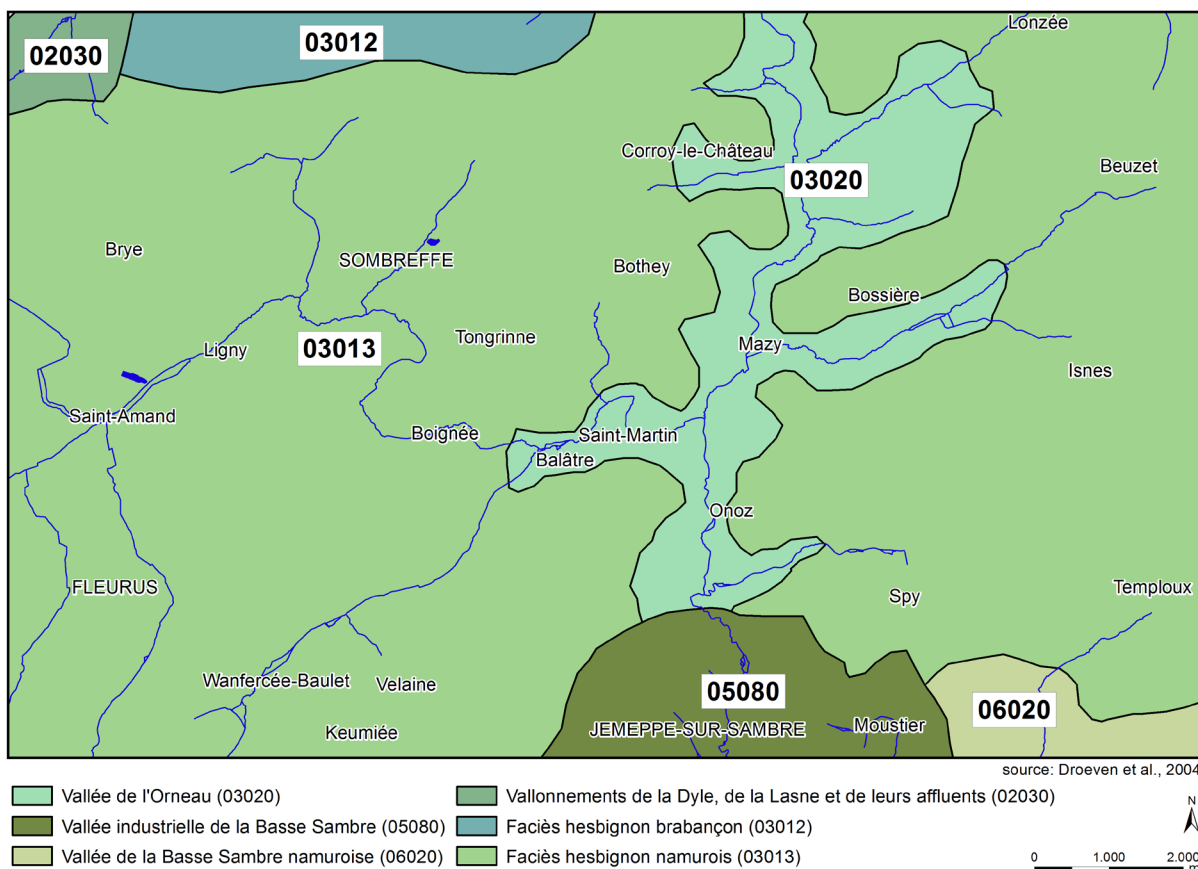 Lonzée
03012
02030
Corroy-le-Château
Beuzet
03020
Brye
SOMBREFFE
Bothey
Bossière
Tongrinne
Mazy
Ligny
03013
Isnes
Saint-Amand
Boignée
Saint-Martin
Balâtre
Onoz
FLEURUS
Spy
Temploux
Wanfercée-Baulet
Velaine
05080
06020
Keumiée
JEMEPPE-SUR-SAMBRE
Moustier
source: Droeven et al., 2004
Vallée de l'Orneau (03020)
Vallée industrielle de la Basse Sambre (05080)
Vallée de la Basse Sambre namuroise (06020)
Vallonnements de la Dyle, de la Lasne et de leurs affluents (02030)
Faciès hesbignon brabançon (03012)
Faciès hesbignon namurois (03013)
N
0 1.000 2.000
m